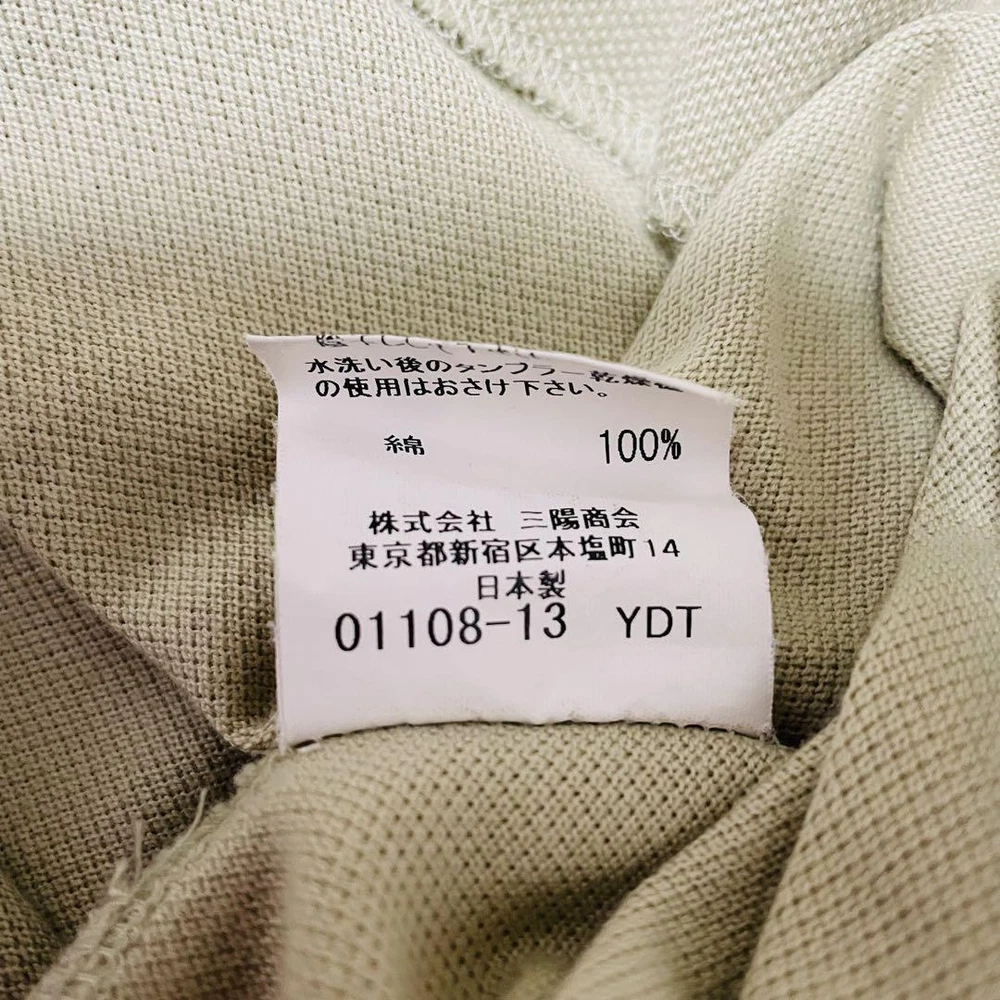 水洗い後のタンブラー乾燥
の使用はおさけ下さい。
綿 100%
株式会社 三陽商会
東京都新宿区本塩町14
日本製
01108-13 YDT